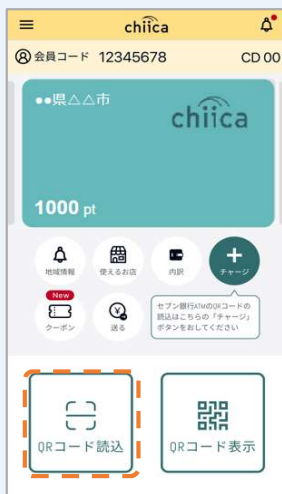 chiica
会員コード 12345678 CD 00
●●県△△市
chiica
1000 pt
地域情報 使えるお店 内訳 チャージ
New
クーポン 送る
セブン銀行ATMのQRコードの
読込はこちらの「チャージ」
ボタンをおしてください
QRコード読込 QRコード表示